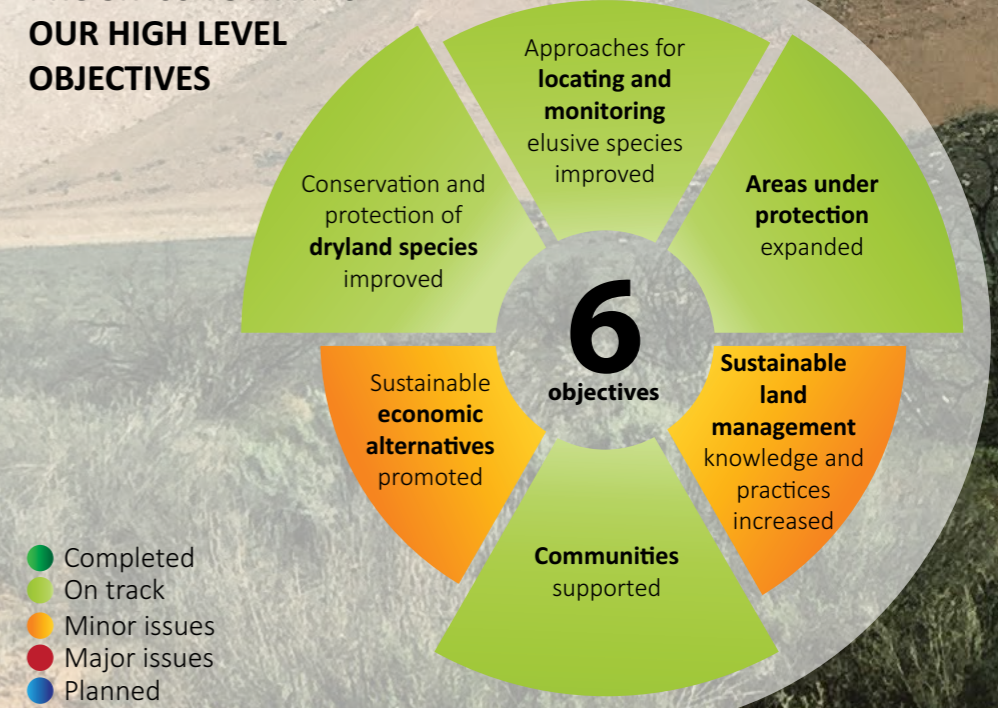 OUR HIGH LEVEL
OBJECTIVES
Approaches for
locating and
monitoring
elusive species
improved
Conservation and
protection of
dryland species
improved
Areas under
protection
expanded
6
objectives
Sustainable
economic
alternatives
promoted
Sustainable
land
management
knowledge and
practices
increased
Communities
supported
Completed
On track
Minor issues
Major issues
Planned